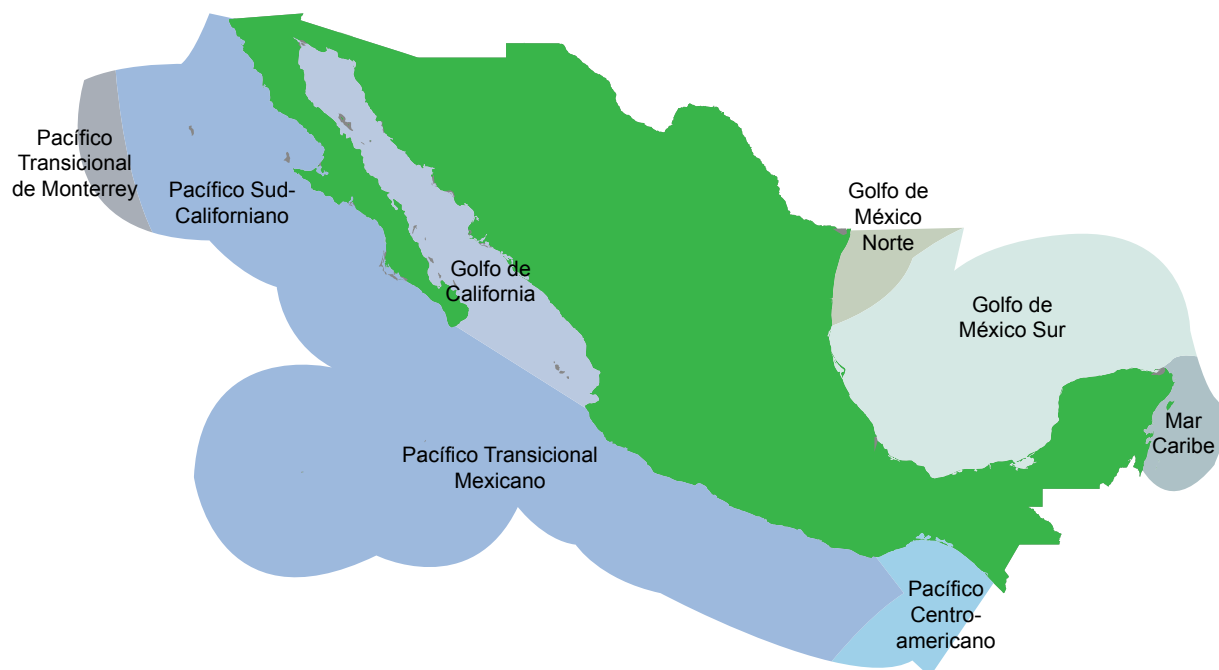 Pacífico
Transicional
de Monterrey
Pacífico Sud-
Californiano
Golfo de
California
Golfo de
México
Norte
Golfo de
México Sur
Mar
Caribe
Pacífico Transicional
Mexicano
Pacífico
Centro-
americano